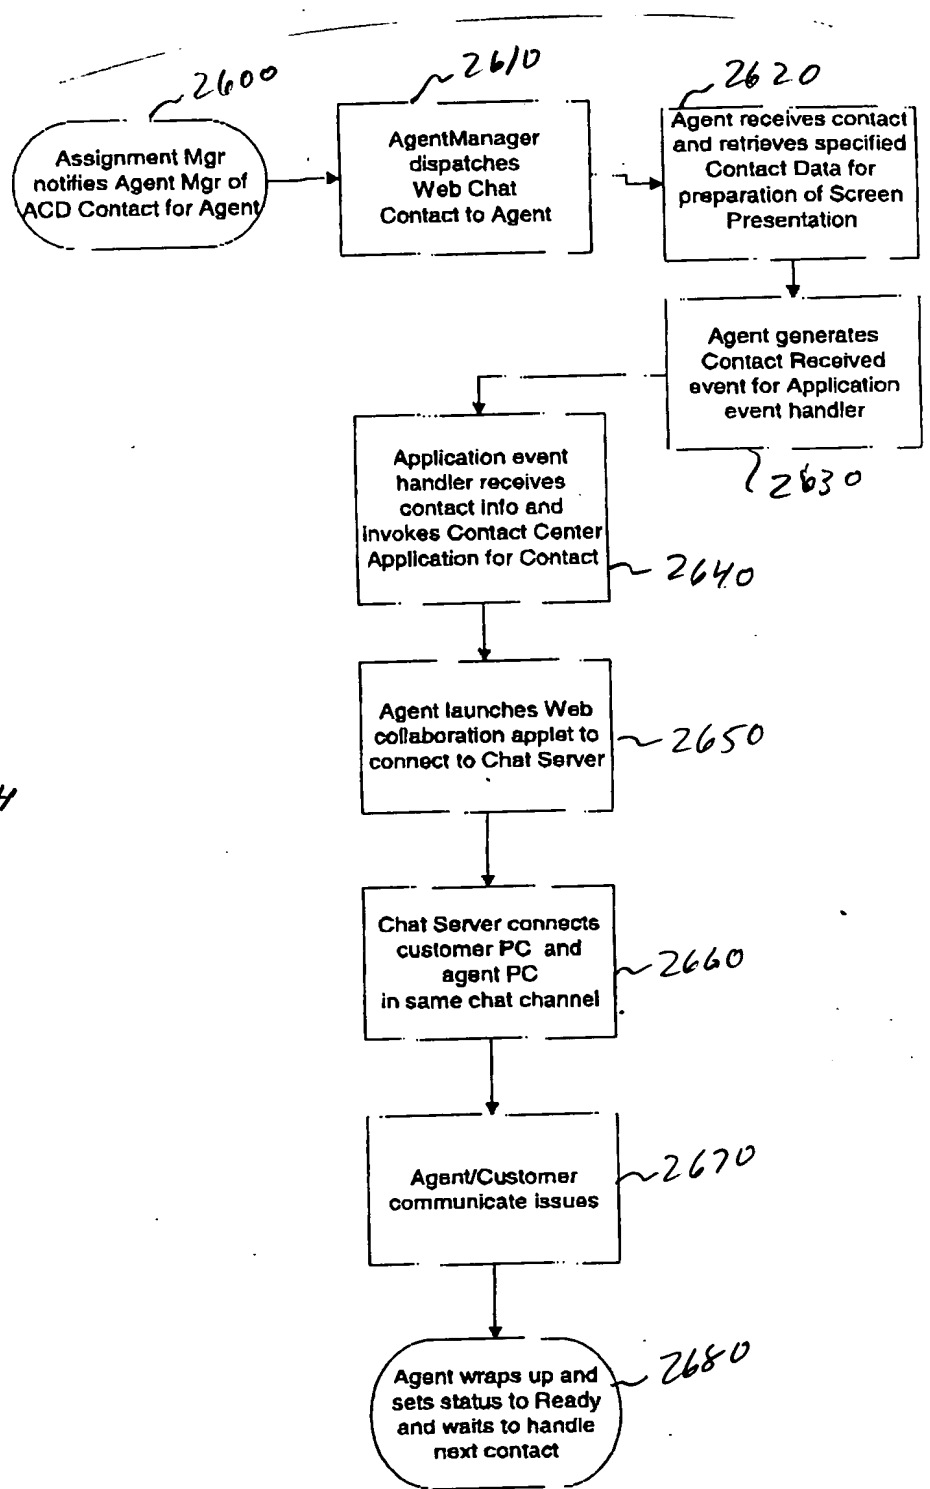 2600
Assignment Mgr
notifies Agent Mgr of
ACD Contact for Agent
2610
AgentManager
dispatches
Web Chat
Contact to Agent
2620
Agent receives contact
and retrieves specified
Contact Data for
preparation of Screen
Presentation
Agent generates
Contact Received
event for Application
event handler
2630
Application event
handler receives
contact info and
invokes Contact Center
Application for Contact
2640
Agent launches Web
collaboration applet to
connect to Chat Server
2650
Chat Server connects
customer PC and
agent PC
in same chat channel
2660
Agent/Customer
communicate issues
2670
Agent wraps up and
sets status to Ready
and waits to handle
next contact
2680